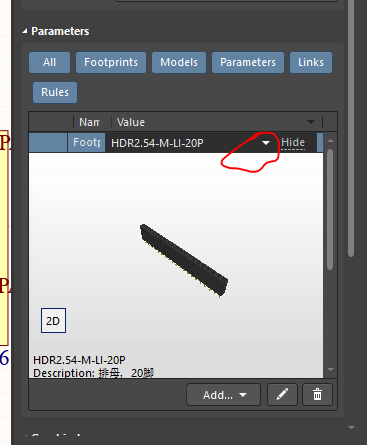 Parameters
All Footprints Models Parameters Links
Rules
Nam Value
Footp HDR2.54-M-LI-20P Hide
2D
HDR2.54-M-LI-20P
Description: 排母，20脚
Add...
6